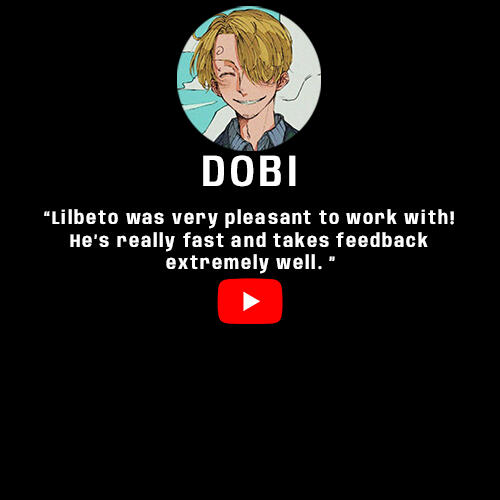 DOBI
“Lilbeto was very pleasant to work with!
He's really fast and takes feedback
extremely well. ”